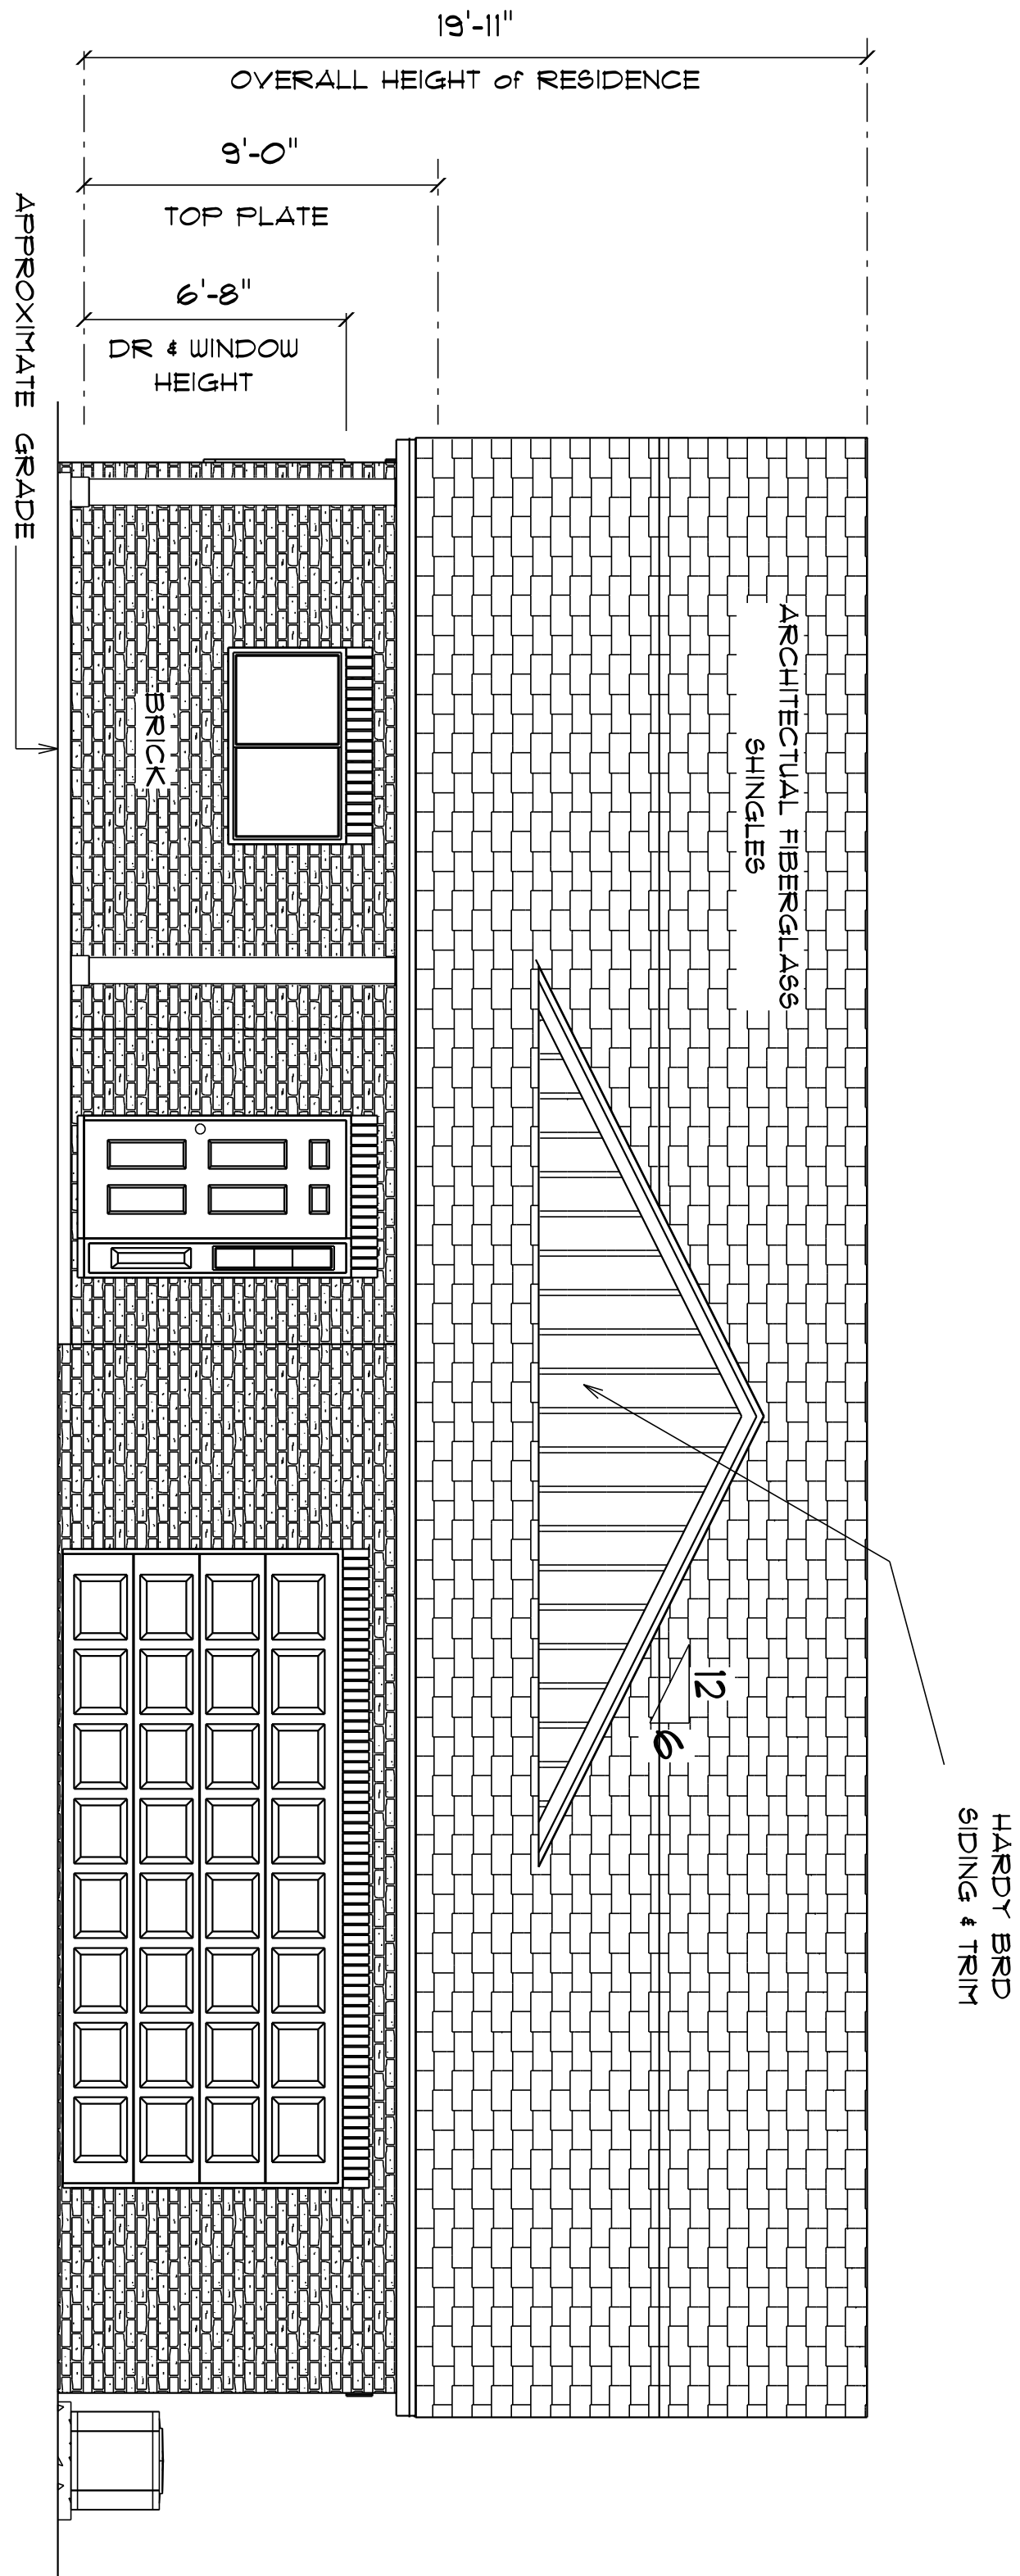 19'-11"
OVERALL HEIGHT of RESIDENCE
9'-0"
TOP PLATE
6'-8"
DR & WINDOW
HEIGHT
APPROXIMATE GRADE
BRICK
ARCHITECTUAL FIBERGLASS
SHINGLES
12
6
HARDY BRD
SIDING & TRIM